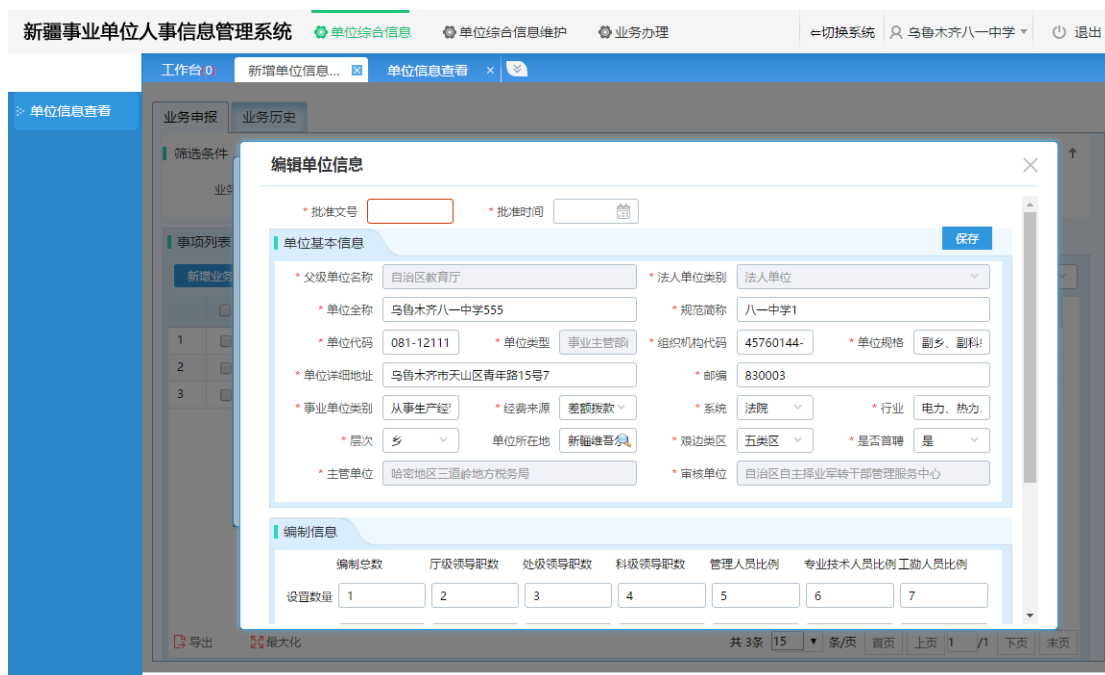 新疆事业单位人事信息管理系统 单位综合信息 单位综合信息维护 业务办理 ⇐切换系统 乌鲁木齐八一中学 退出
工作台(0) 新增单位信息... 单位信息查看 ×
单位信息查看
业务申报 业务历史
筛选条件
编辑单位信息
* 批准文号 * 批准时间
事项列表 单位基本信息 保存
新增业务
* 父级单位名称 自治区教育厅 * 法人单位类别 法人单位
* 单位全称 乌鲁木齐八一中学555 * 规范简称 八一中学1
1 * 单位代码 081-12111 * 单位类型 事业主管部 * 组织机构代码 45760144- * 单位规格 副乡、副科
2 * 单位详细地址 乌鲁木齐市天山区青年路15号7 * 邮编 830003
3 * 事业单位类别 从事生产经 * 经费来源 差额拨款 * 系统 法院 * 行业 电力、热力.
* 层次 乡 单位所在地 新疆维吾尔 * 艰边类区 五类区 * 是否首聘 是
* 主管单位 哈密地区三道岭地方税务局 * 审核单位 自治区自主择业军转干部管理服务中心
编制信息
编制总数 厅级领导职数 处级领导职数 科级领导职数 管理人员比例 专业技术人员比例 工勤人员比例
设置数量 1 2 3 4 5 6 7
导出 最大化 共 3条 15 条/页 首页 上页 1 /1 下页 末页